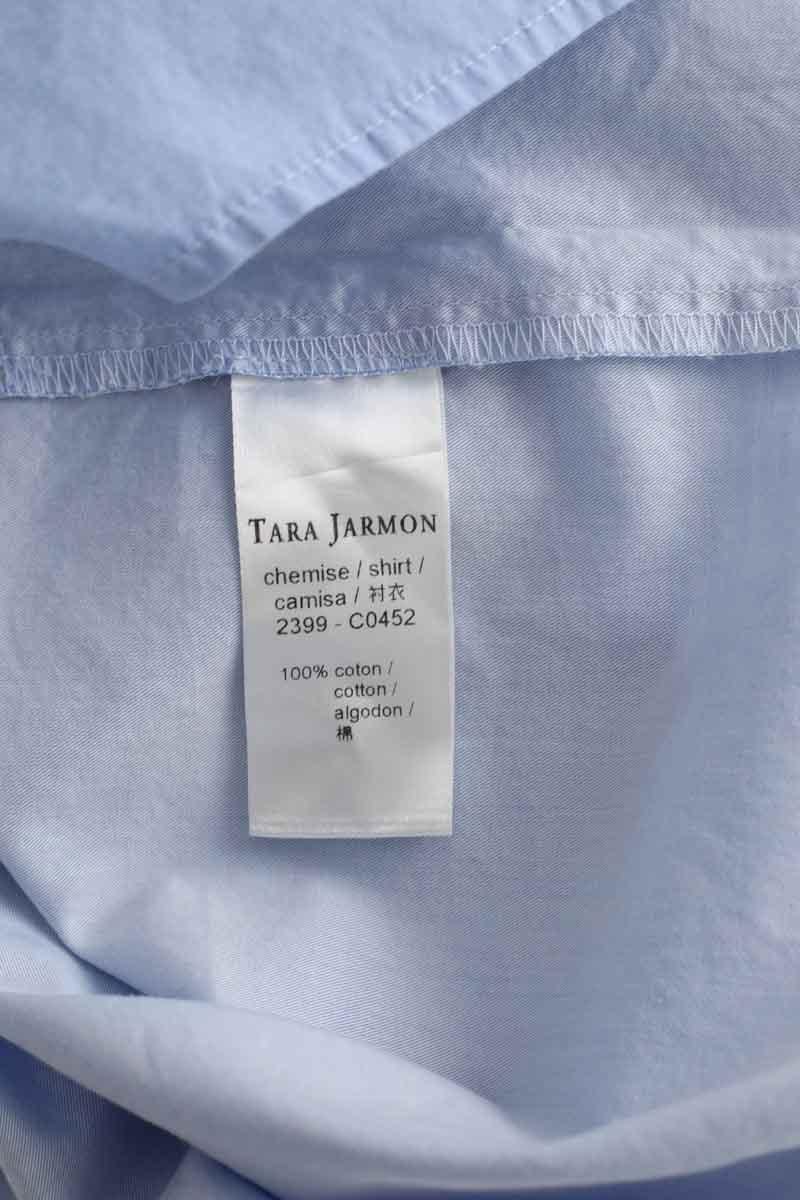 TARA JARMON
chemise / shirt /
camisa / 衬衣
2399 - C0452
100% coton /
cotton /
algodon /
棉